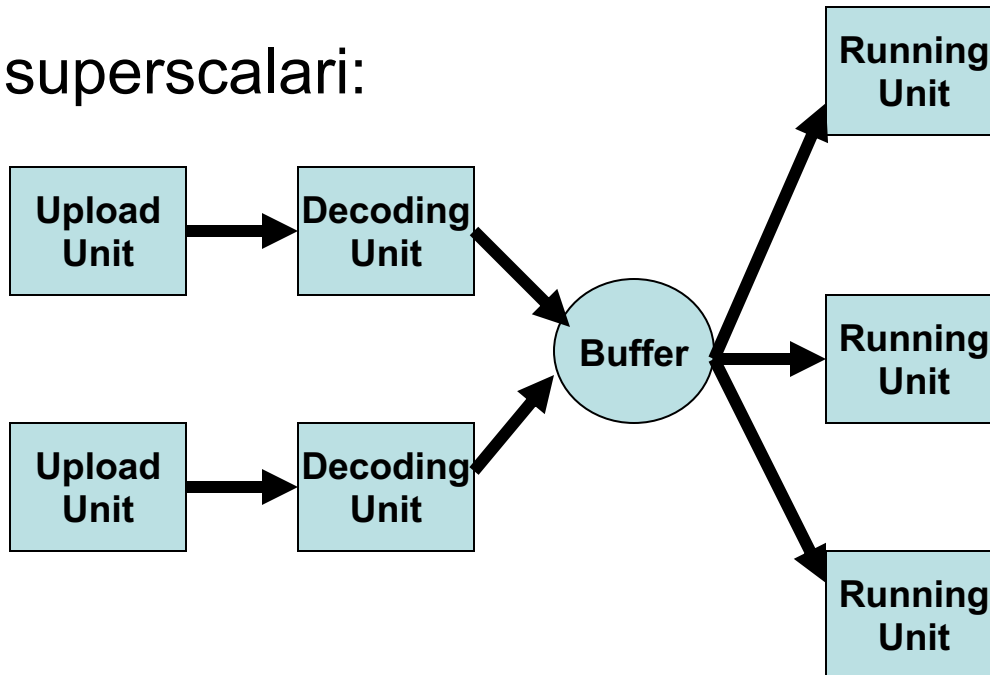 superscalari:
Running
Unit
Upload
Unit
Decoding
Unit
Buffer
Running
Unit
Upload
Unit
Decoding
Unit
Running
Unit